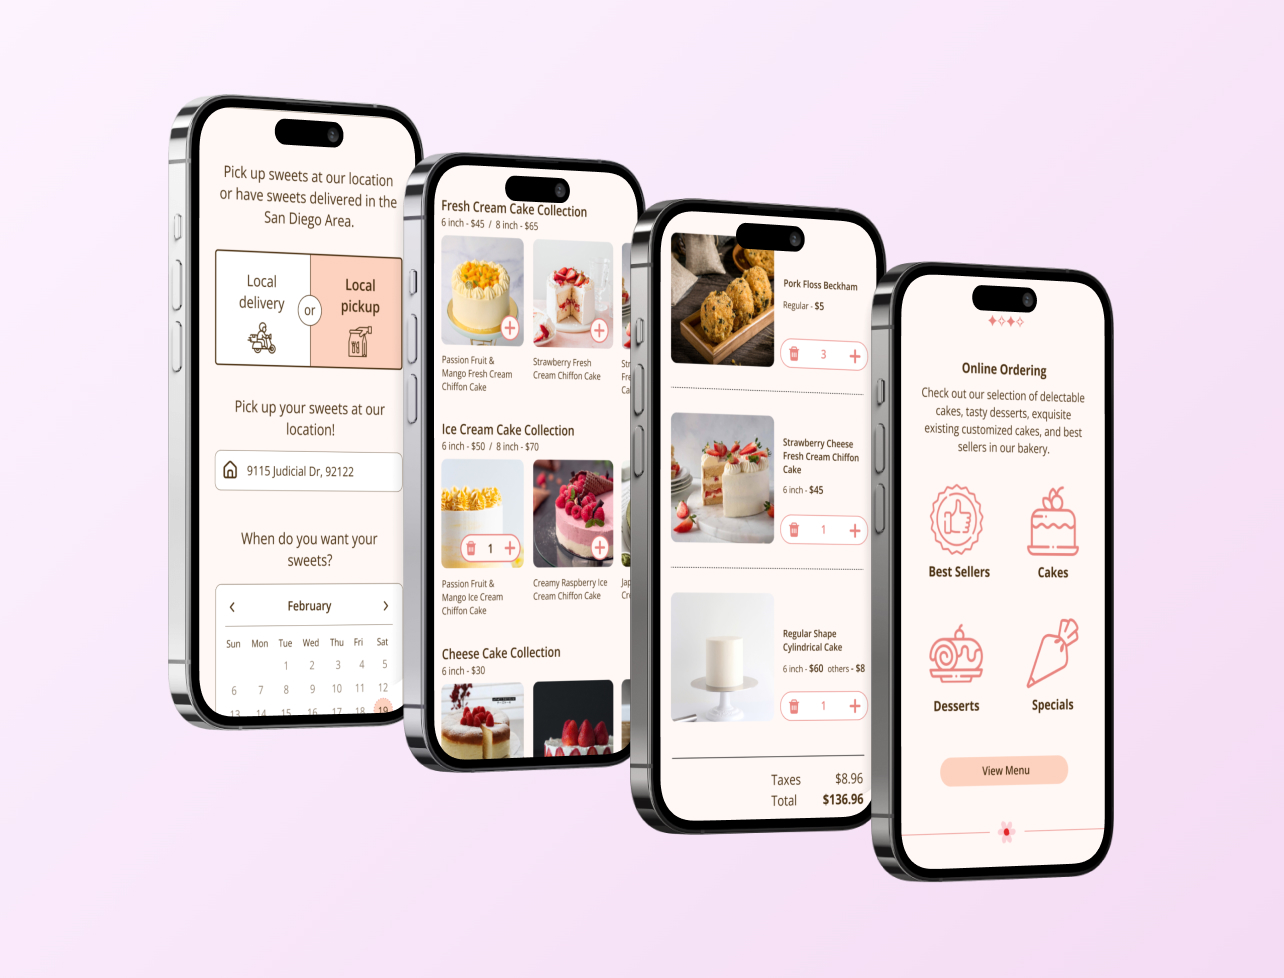 Pick up sweets at our location
or have sweets delivered in the
San Diego Area.
Local
delivery
or
Local
pickup
Pick up your sweets at our
location!
9115 Judicial Dr, 92122
When do you want your
sweets?
February
Sun Mon Tue Wed Thu Fri Sat
1 2 3 4 5
6 7 8 9 10 11 12
13 14 15 16 17 18 19
Fresh Cream Cake Collection
6 inch - $45 / 8 inch - $65
Passion Fruit &
Mango Fresh Cream
Chiffon Cake
Strawberry Fresh
Cream Chiffon Cake
Ice Cream Cake Collection
6 inch - $50 / 8 inch - $70
1
Passion Fruit &
Mango Ice Cream
Chiffon Cake
Creamy Raspberry Ice
Cream Chiffon Cake
Cheese Cake Collection
6 inch - $30
Pork Floss Beckham
Regular - $5
3
Strawberry Cheese
Fresh Cream Chiffon
Cake
6 inch - $45
1
Regular Shape
Cylindrical Cake
6 inch - $60 others - $8
1
Taxes $8.96
Total $136.96
Online Ordering
Check out our selection of delectable
cakes, tasty desserts, exquisite
existing customized cakes, and best
sellers in our bakery.
Best Sellers
Cakes
Desserts
Specials
View Menu